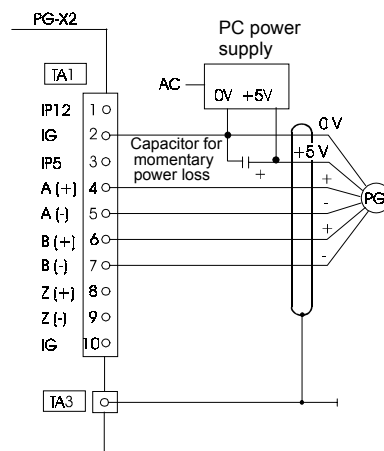 PG-X2
PC power
supply
TA1
AC
0V +5V
IP12 1
0 V
IG 2
Capacitor for
momentary
power loss
+
+5 V
IP5 3
A (+) 4
+
PG
A (-) 5
-
B (+) 6
+
B (-) 7
-
Z (+) 8
Z (-) 9
IG 10
TA3